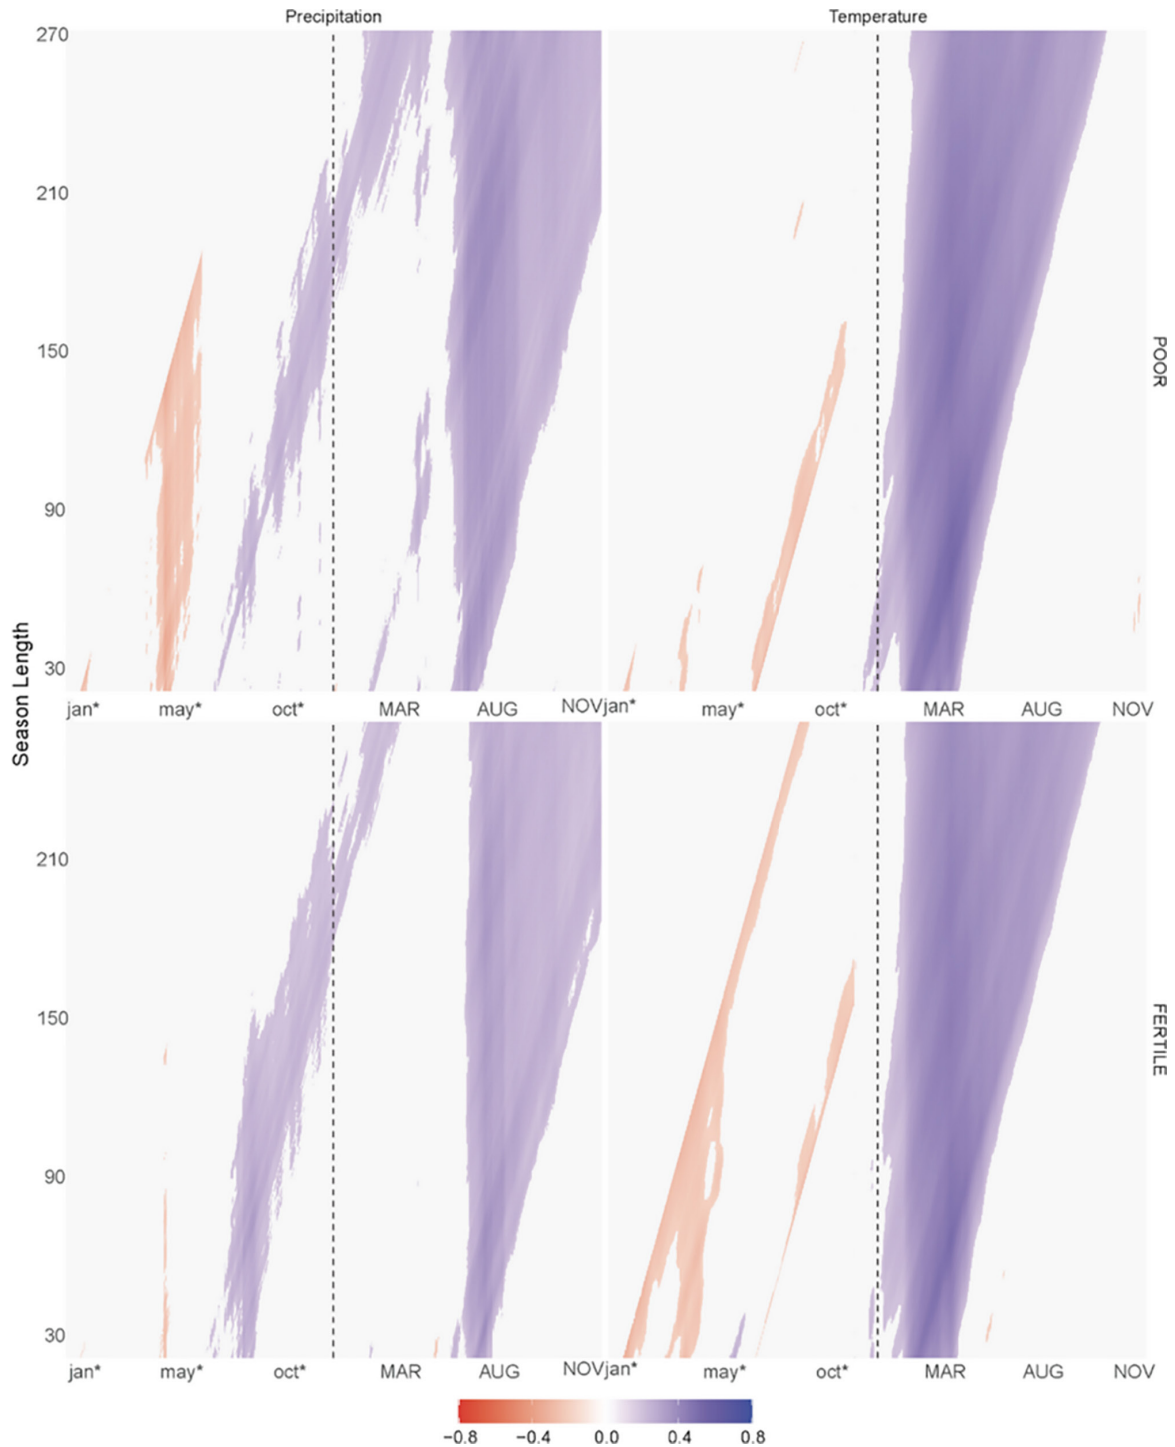 Precipitation Temperature
270
210
150
90
30
POOR
Season Length
jan* may* oct* MAR AUG NOV jan* may* oct* MAR AUG NOV
210
150
90
30
FERTILE
jan* may* oct* MAR AUG NOV jan* may* oct* MAR AUG NOV
−0.8 −0.4 0.0 0.4 0.8